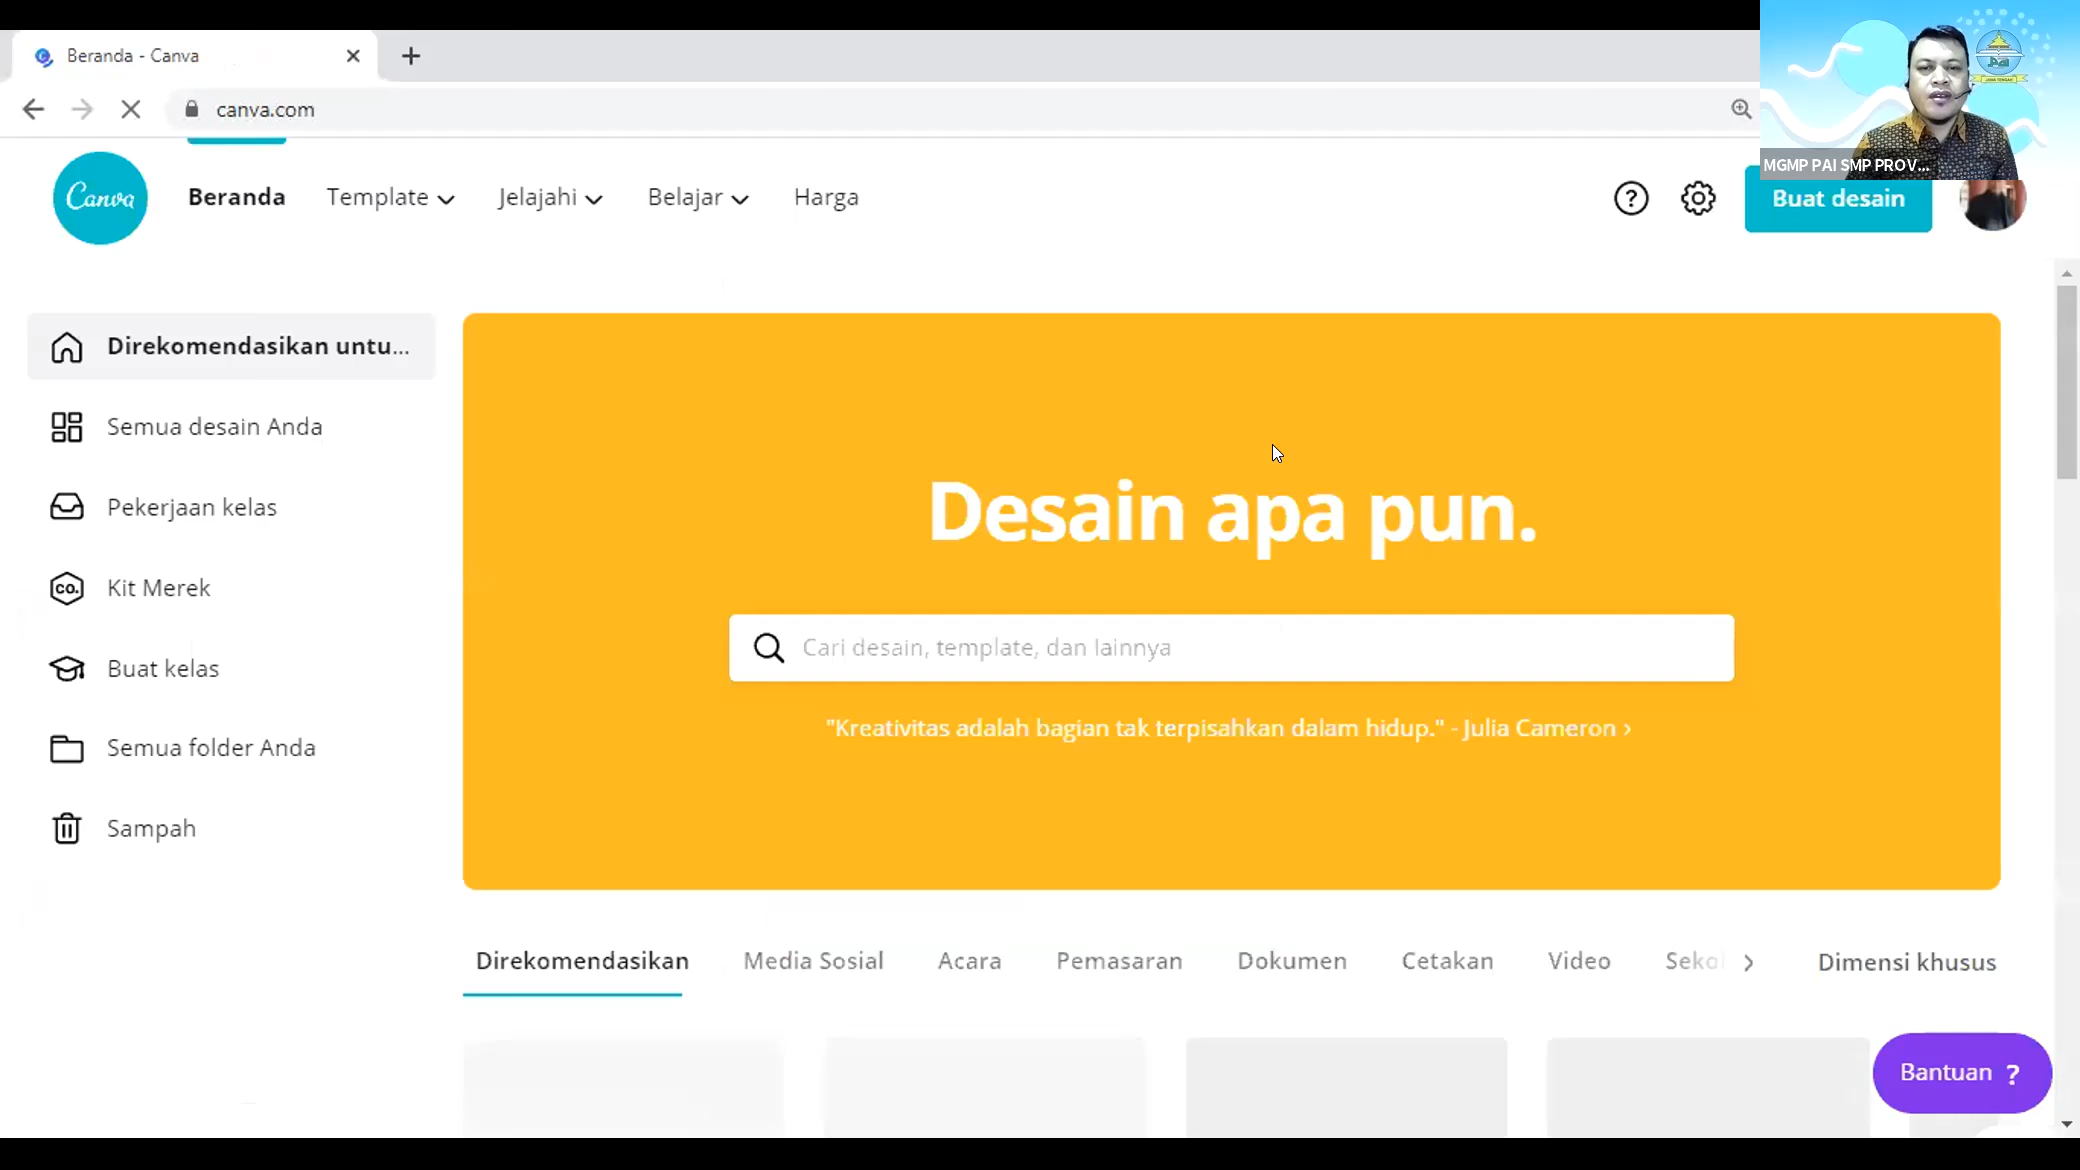 Beranda - Canva
canva.com
MGMP PAI SMP PROV...
Canva
Beranda
Template
Jelajahi
Belajar
Harga
Buat desain
Direkomendasikan untu...
Semua desain Anda
Pekerjaan kelas
CO.
Kit Merek
Buat kelas
Semua folder Anda
Sampah
Desain apa pun.
Cari desain, template, dan lainnya
"Kreativitas adalah bagian tak terpisahkan dalam hidup." - Julia Cameron ›
Direkomendasikan
Media Sosial
Acara
Pemasaran
Dokumen
Cetakan
Video
Sekol
Dimensi khusus
Bantuan ?